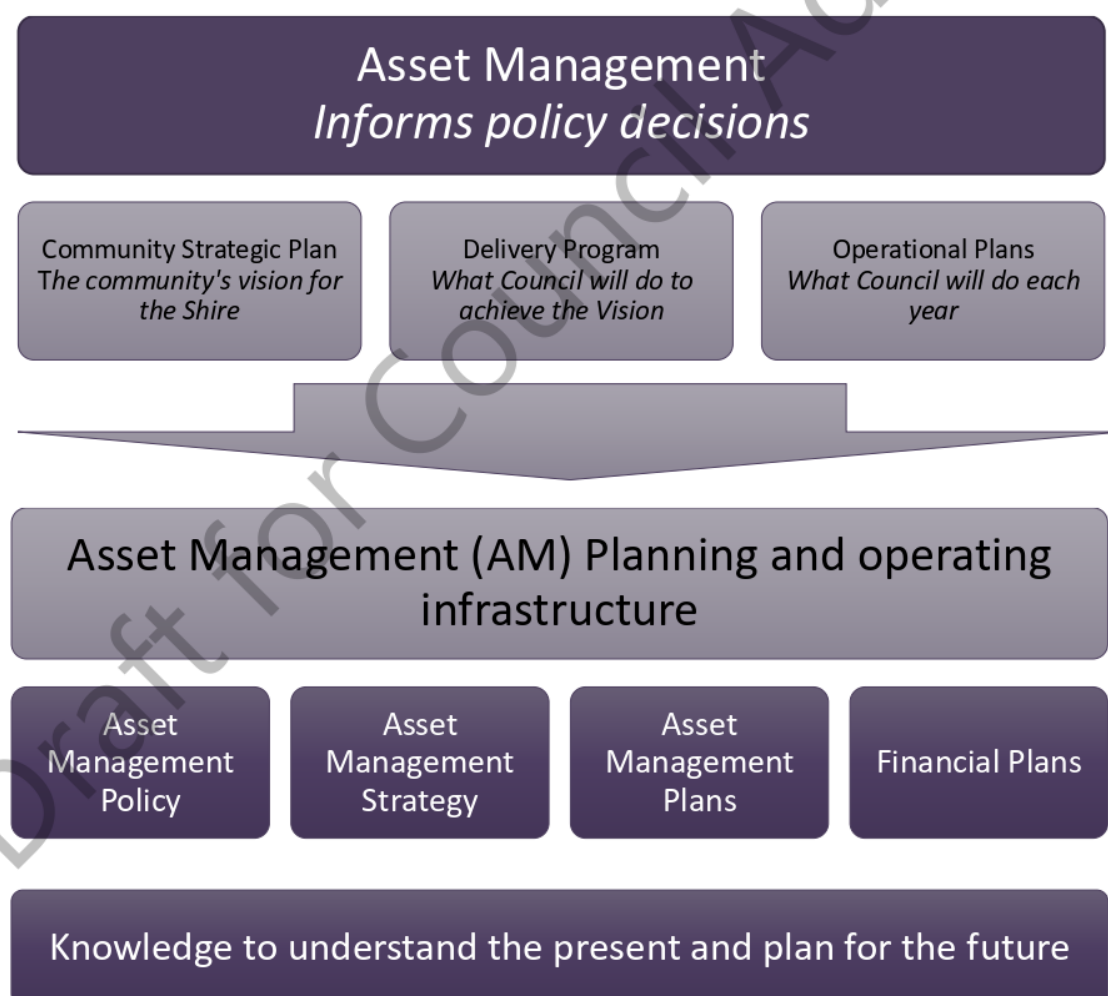 Asset Management
Informs policy decisions
Community Strategic Plan
The community's vision for
the Shire
Delivery Program
What Council will do to
achieve the Vision
Operational Plans
What Council will do each
year
Asset Management (AM) Planning and operating
infrastructure
Asset
Management
Policy
Asset
Management
Strategy
Asset
Management
Plans
Financial Plans
Knowledge to understand the present and plan for the future
Draft for Council